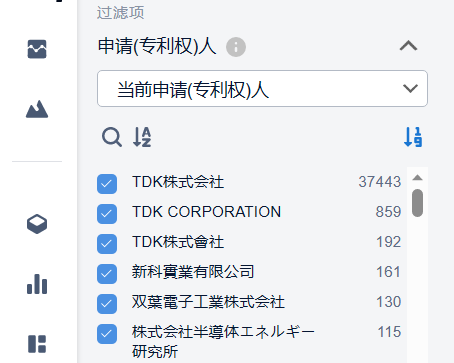 过滤项
申请(专利权)人
当前申请(专利权)人
TDK株式会社 37443
TDK CORPORATION 859
TDK株式會社 192
新科實業有限公司 161
双葉電子工業株式会社 130
株式会社半導体エネルギー 115
研究所